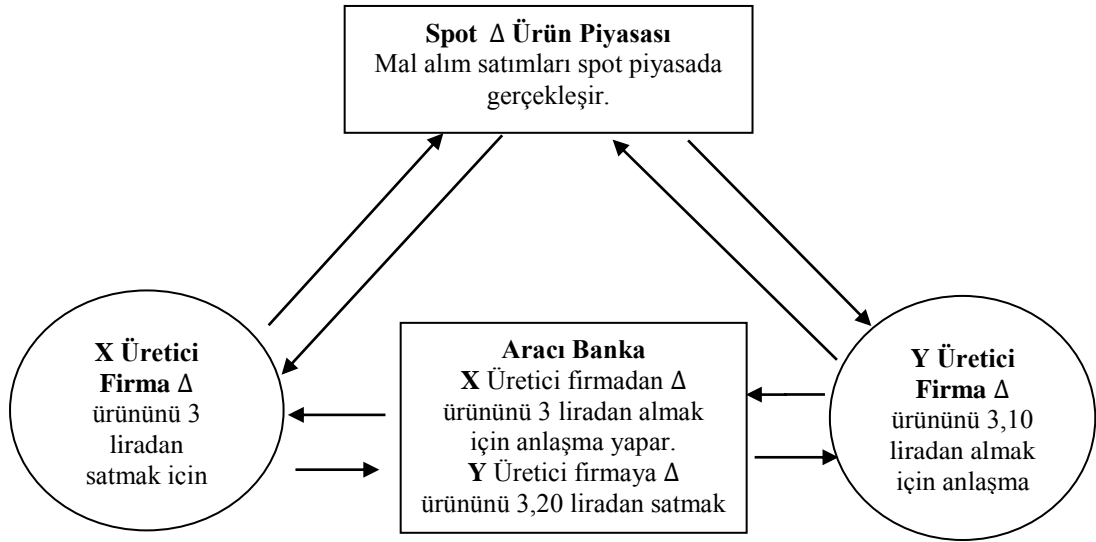 Spot Δ Ürün Piyasası
Mal alım satımları spot piyasada
gerçekleşir.
X Üretici
Firma Δ
ürününü 3
liradan
satmak icin
Aracı Banka
X Üretici firmadan Δ
ürününü 3 liradan almak
için anlaşma yapar.
Y Üretici firmaya Δ
ürününü 3,20 liradan satmak
Y Üretici
Firma Δ
ürününü 3,10
liradan almak
için anlaşma